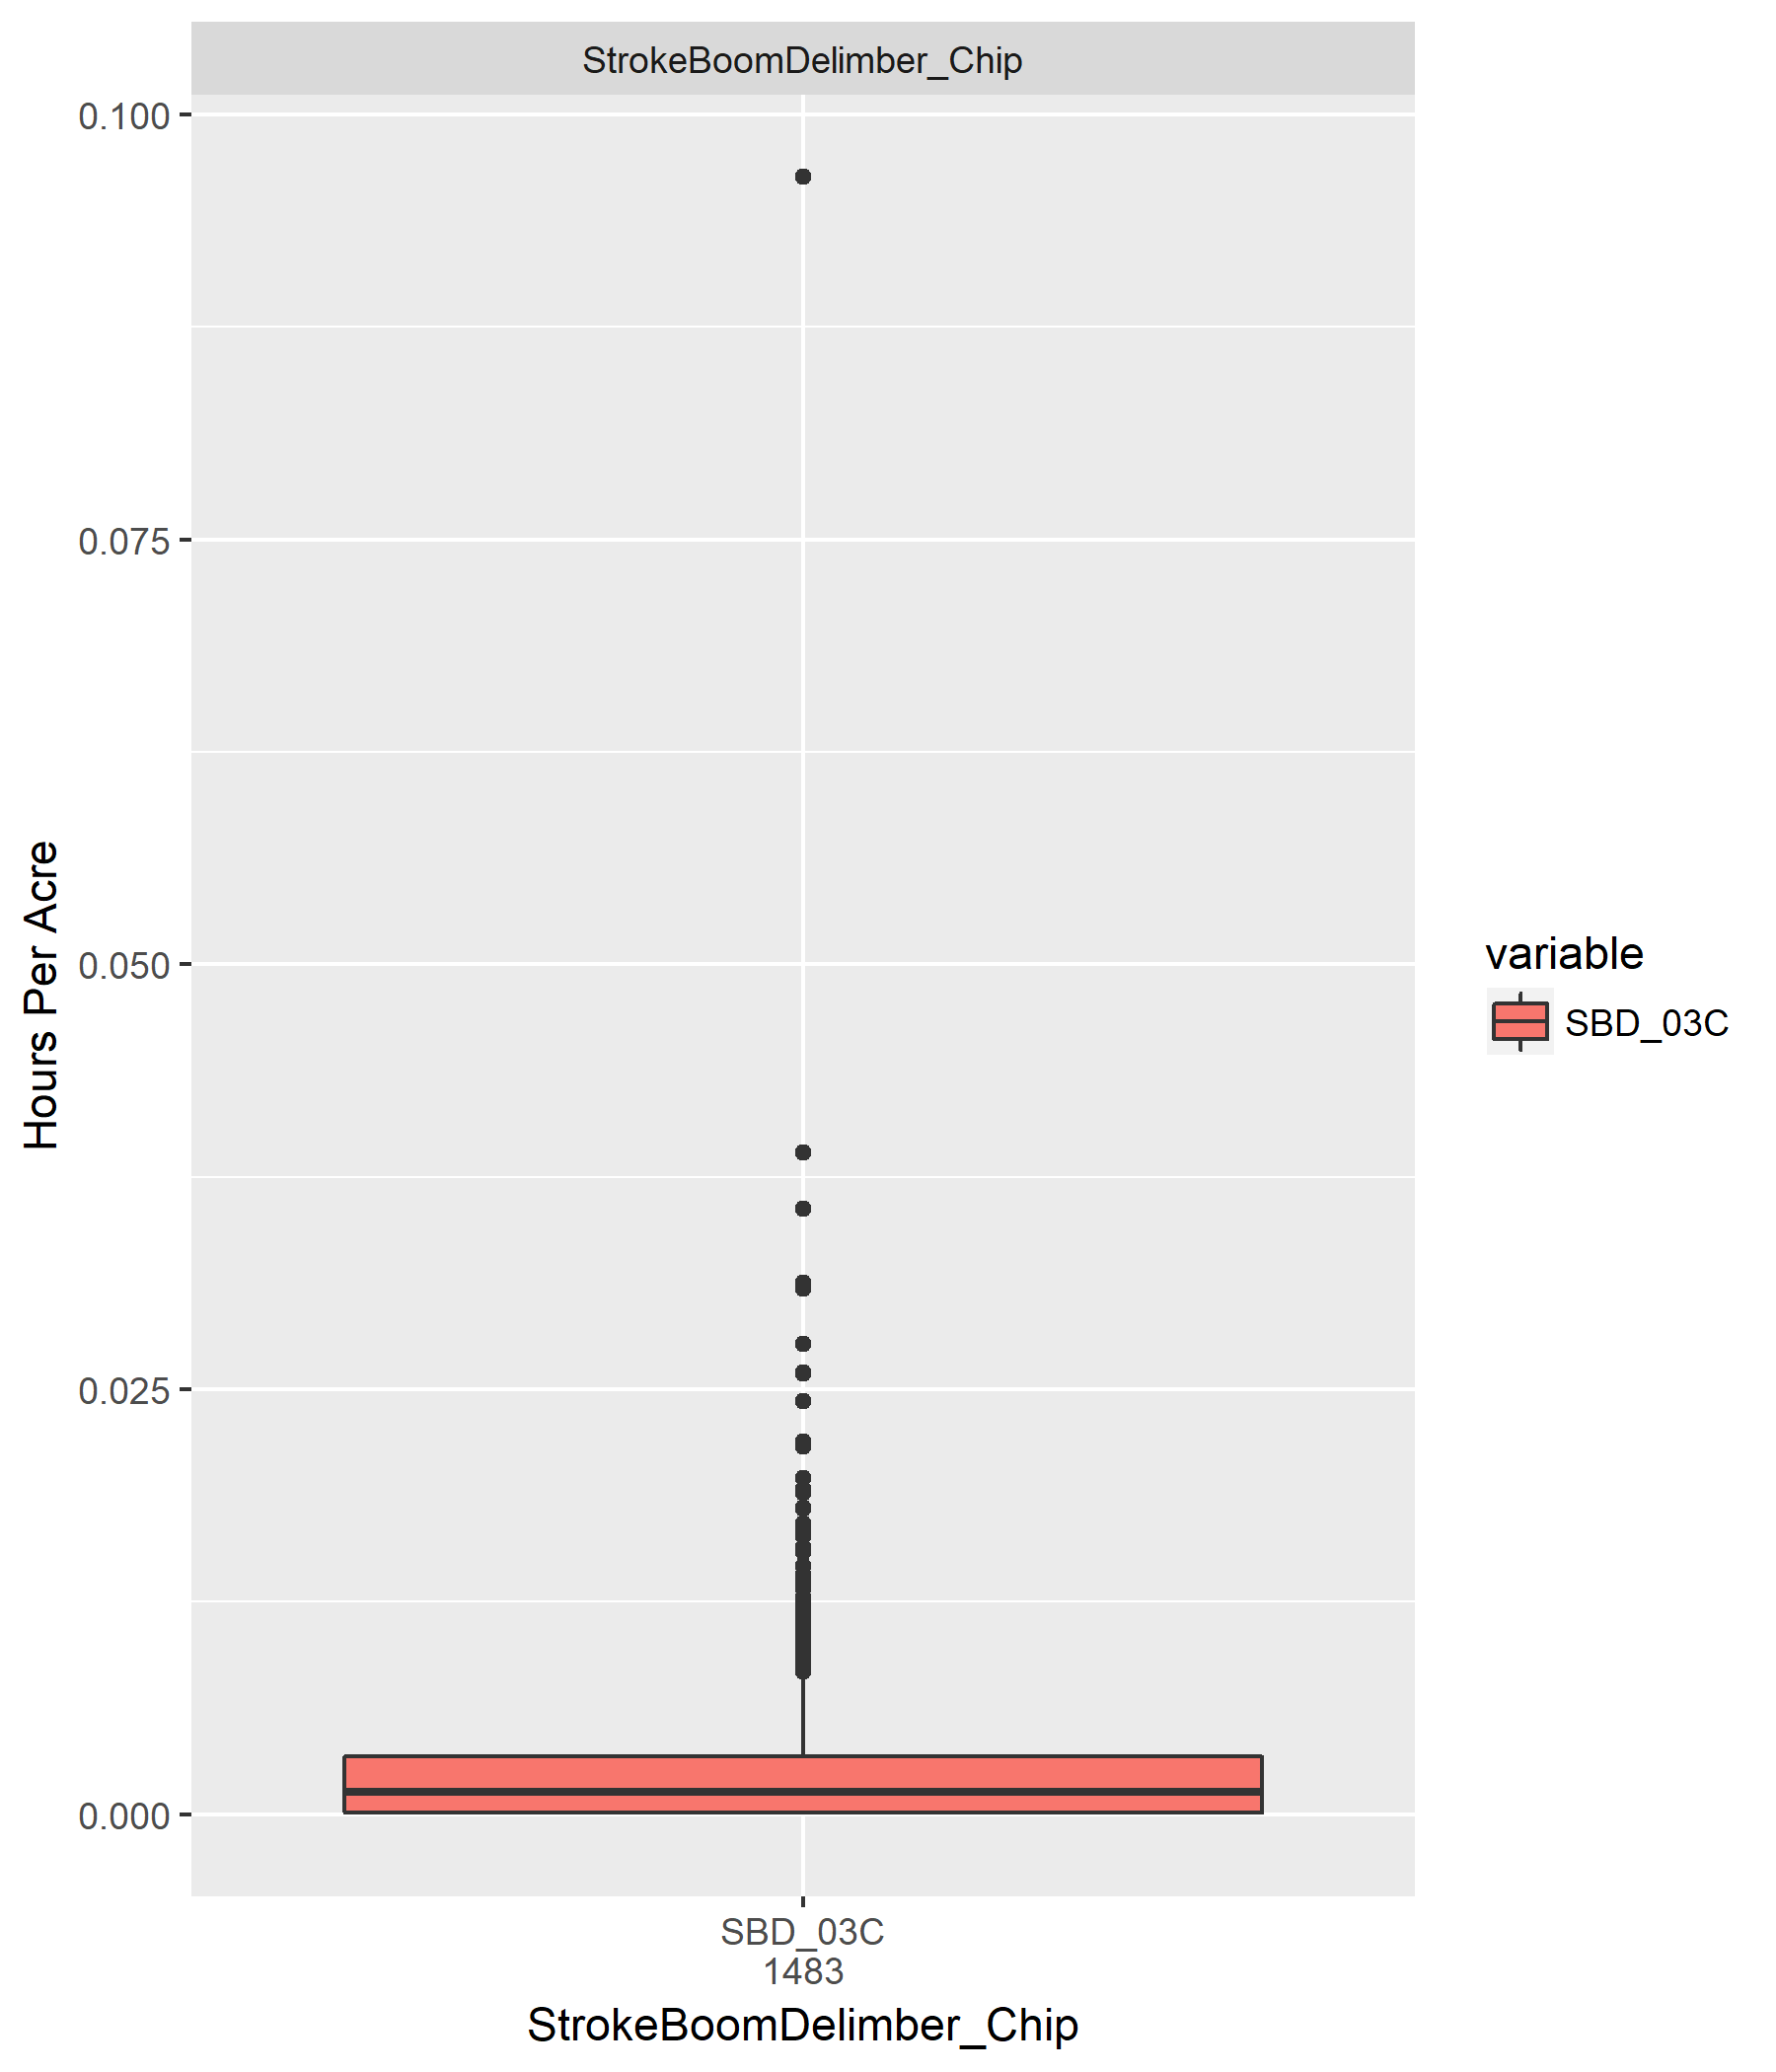 StrokeBoomDelimber_Chip
0.100
0.075
0.050
0.025
0.000
Hours Per Acre
SBD_03C
1483
StrokeBoomDelimber_Chip
variable
SBD_03C